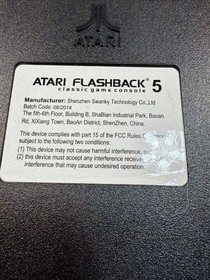 ATARI
ATARI FLASHBACK® 5
classic game console
Manufacturer: Shenzhen Swanky Technology Co.,Ltd
Batch Code: 08/2014
The 5th-6th Floor, Building B, ShaBian Industrial Park, Baoan
Rd, XiXiang Town, BaoAn District, ShenZhen, China.
This device complies with part 15 of the FCC Rules.
subject to the following two conditions:
(1) This device may not cause harmful interference,
(2) this device must accept any interference
interference that may cause undesired